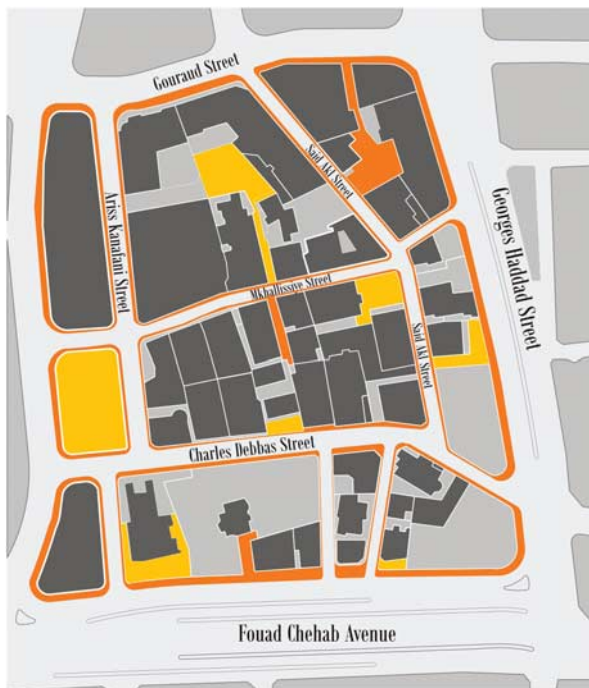 Gouraud Street
Said Akl Street
Ariss Kanafani Street
Georges Haddad Street
Mkhallissiye Street
Said Akl Street
Charles Debbas Street
Fouad Chehab Avenue